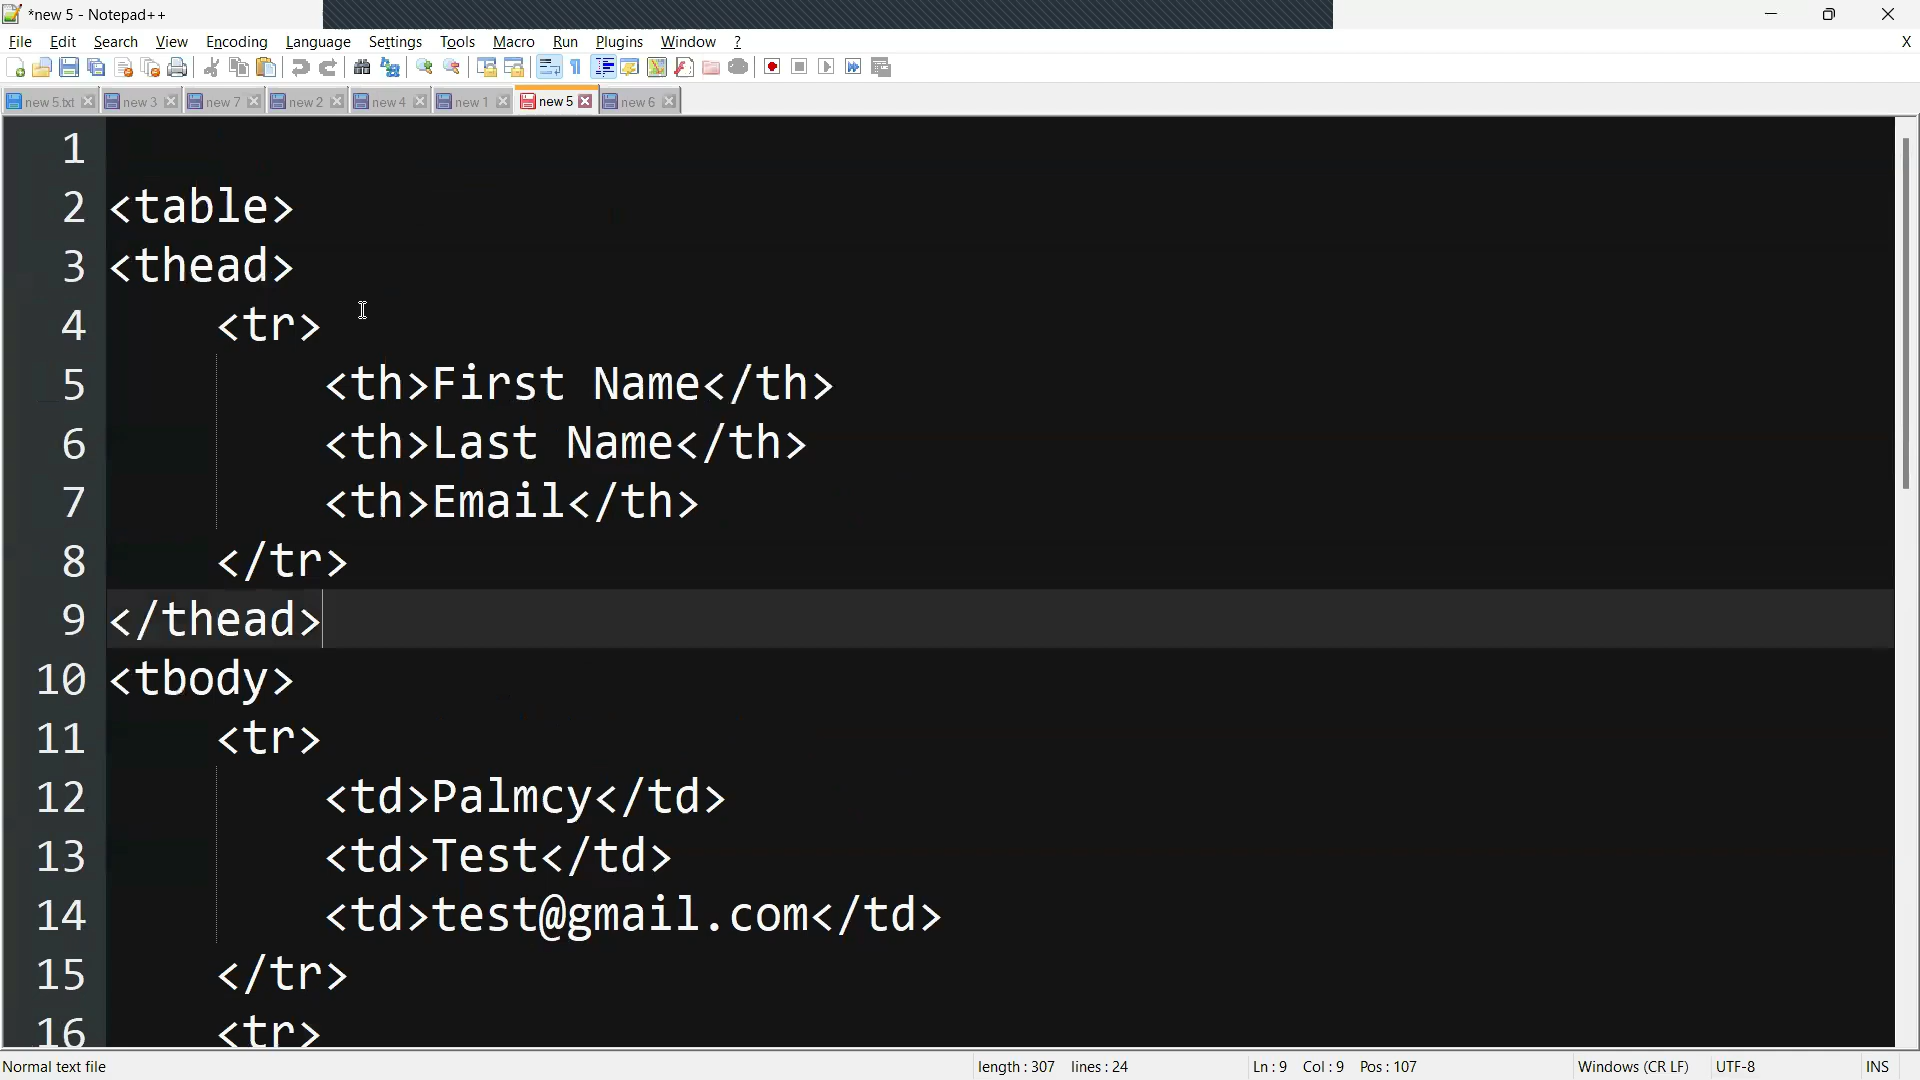 *new 5 - Notepad++
File Edit Search View Encoding Language Settings Tools Macro Run Plugins Window ? X
new 5.txt new 3 new 7 new 2 new 4 new 1 new 5 new 6
1
2 <table>
3 <thead>
4 <tr>
5 <th>First Name</th>
6 <th>Last Name</th>
7 <th>Email</th>
8 </tr>
9 </thead>
10 <tbody>
11 <tr>
12 <td>Palmcy</td>
13 <td>Test</td>
14 <td>test@gmail.com</td>
15 </tr>
16 <tr>
Normal text file length : 307 lines : 24 Ln : 9 Col : 9 Pos : 107 Windows (CR LF) UTF-8 INS